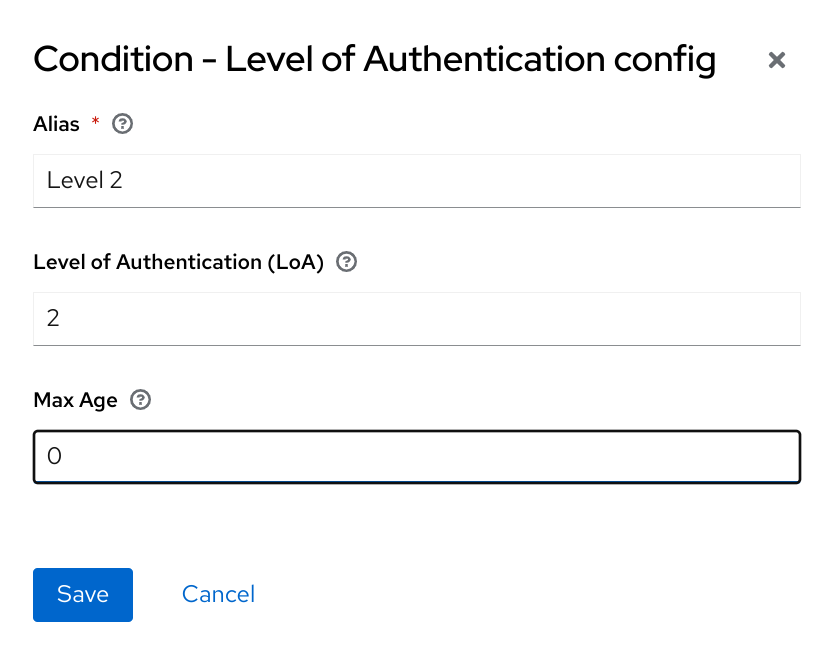 Condition - Level of Authentication config
Alias *
Level 2
Level of Authentication (LoA)
2
Max Age
0
Save Cancel